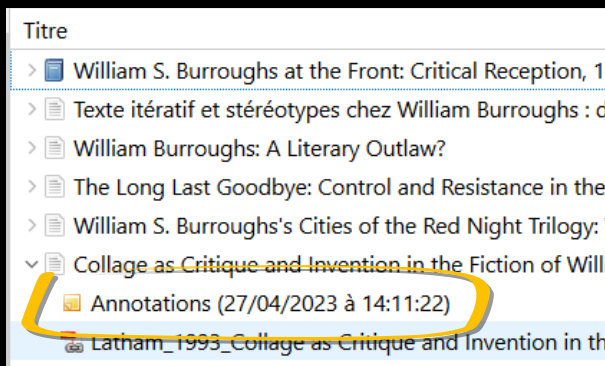 Titre
William S. Burroughs at the Front: Critical Reception, 1
Texte itératif et stéréotypes chez William Burroughs : d
William Burroughs: A Literary Outlaw?
The Long Last Goodbye: Control and Resistance in the
William S. Burroughs's Cities of the Red Night Trilogy:
Collage as Critique and Invention in the Fiction of Will
Annotations (27/04/2023 à 14:11:22)
Latham_1993_Collage as Critique and Invention in th